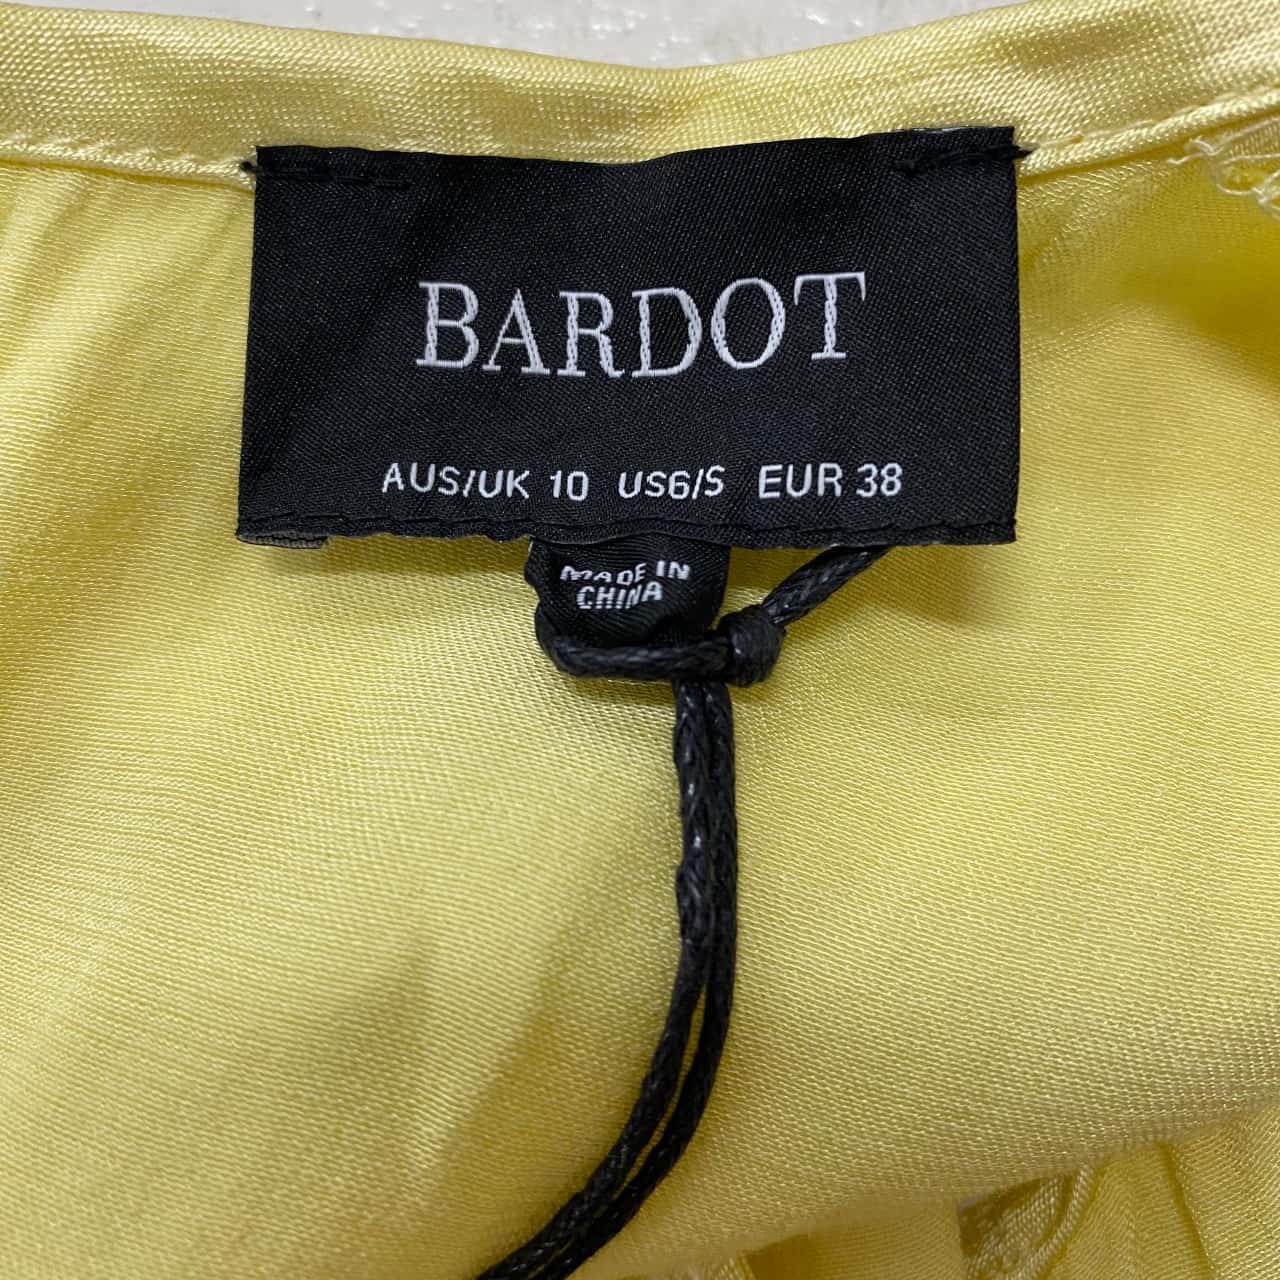 BARDOT
AUS/UK 10 US6/S EUR 38
MADE IN
CHINA